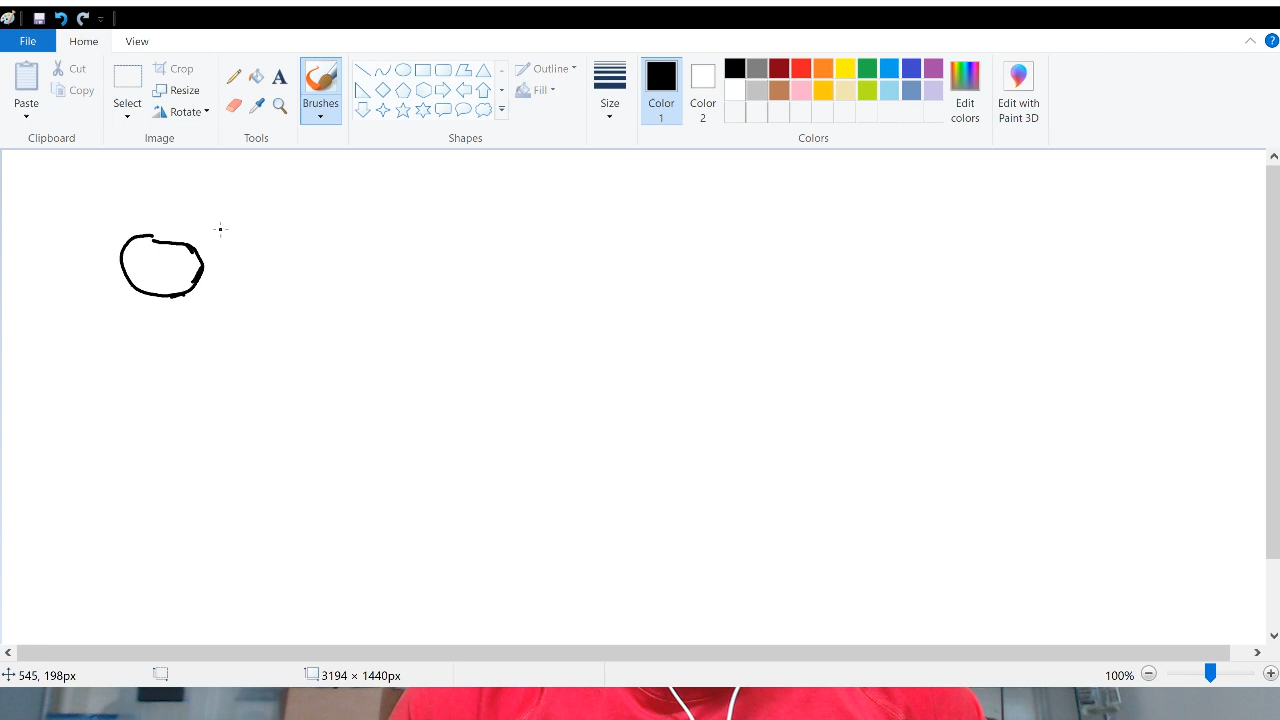 File Home View
Paste
Cut
Copy
Clipboard
Select
Crop
Resize
Rotate
Image
A
Tools
Brushes
Shapes
Outline
Fill
Size
Color 1
Color 2
Edit colors
Colors
Edit with Paint 3D
?
545, 198px 3194 × 1440px 100%